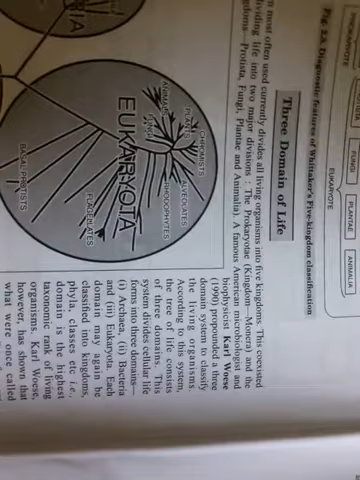 FUNGI
PLANTAE
ANIMALIA
EUKARYOTE
Fig. 2.8. Diagnostic features of Whittaker's Five-kingdom classification
Three Domain of Life
most often used currently divides all living organisms into five kingdoms. This coexisted
dividing life into two major divisions : The Prokaryotae (Kingdom—Monera) and the
Protista, Fungi, Plantae and Animalia). A famous American microbiologist and
biophysicist Karl Woese
(1990) propounded a three
domain system to classify
the living organisms.
According to this system,
the tree of life consists
of three domains. This
system divides cellular life
forms into three domains—
(i) Archaea, (ii) Bacteria
and (iii) Eukaryota. Each
domain may again be
classified into kingdoms,
phyla, classes etc i.e.,
domain is the highest
taxonomic rank of living
organisms. Karl Woese,
however, has shown that
what were once called
CHROMISTS
ALVEOLATES
RHODOPHYTES
PLANTS
ANIMALS
FUNGI
EUKARYOTA
FLAGELLATES
BASAL PROTISTS